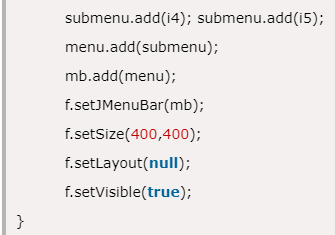 submenu.add(i4); submenu.add(i5);
menu.add(submenu);
mb.add(menu);
f.setJMenuBar(mb);
f.setSize(400,400);
f.setLayout(null);
f.setVisible(true);
}